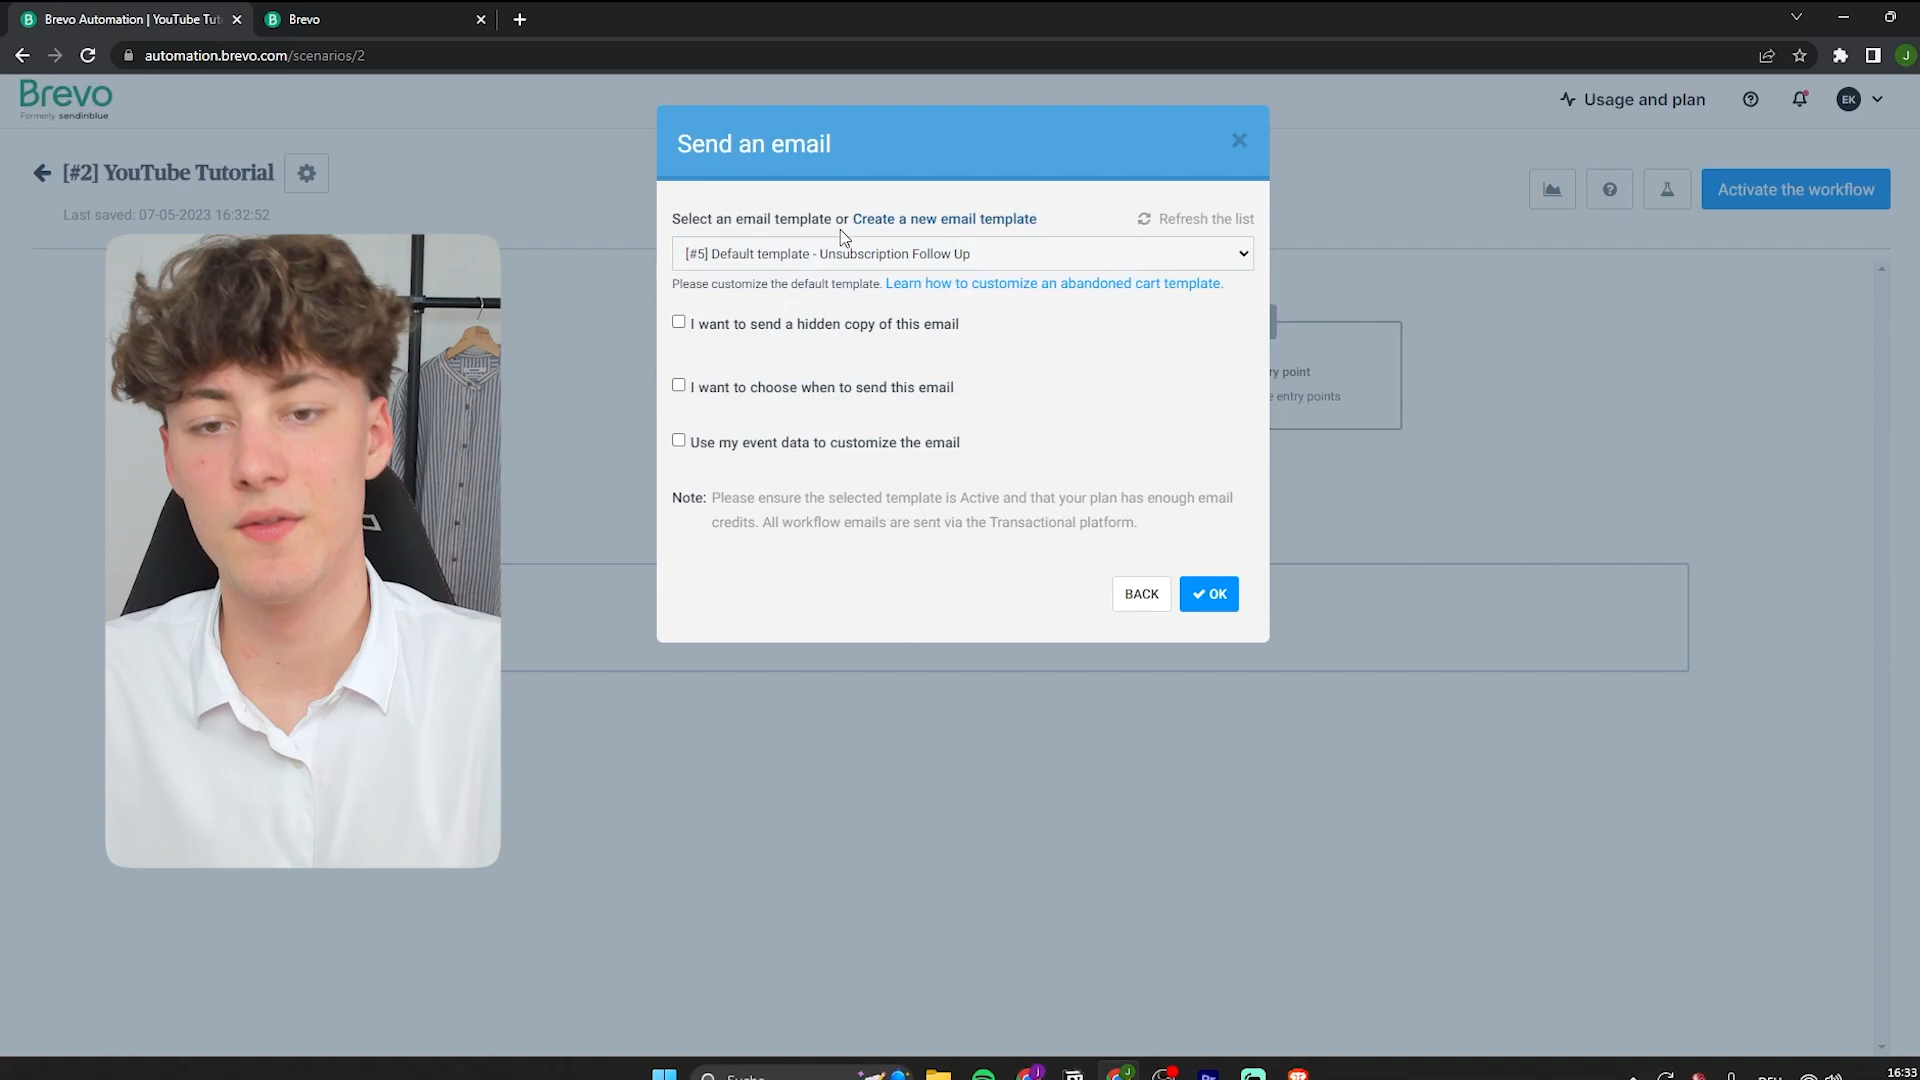 Brevo Automation | YouTube Tut
Brevo
automation.brevo.com/scenarios/2
J
Brevo
Formerly sendinblue
Usage and plan
EK
[#2] YouTube Tutorial
Last saved: 07-05-2023 16:32:52
Activate the workflow
Send an email
Select an email template or Create a new email template
Refresh the list
[#5] Default template - Unsubscription Follow Up
Please customize the default template. Learn how to customize an abandoned cart template.
I want to send a hidden copy of this email
I want to choose when to send this email
Use my event data to customize the email
Note: Please ensure the selected template is Active and that your plan has enough email
credits. All workflow emails are sent via the Transactional platform.
BACK
OK
ry point
e entry points
16:33